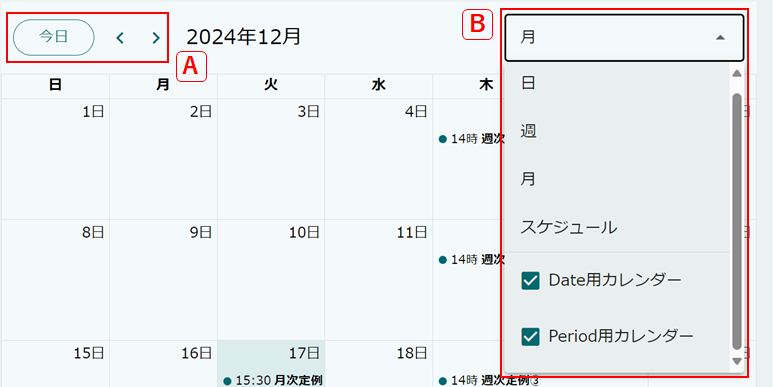 今日 2024年12月
A
B
月
日
週
月
スケジュール
Date用カレンダー
Period用カレンダー
日 月 火 水 木
1日 2日 3日 4日
14時 週次
8日 9日 10日 11日
14時 週次
15日 16日 17日 18日
15:30 月次定例
14時 週次定例